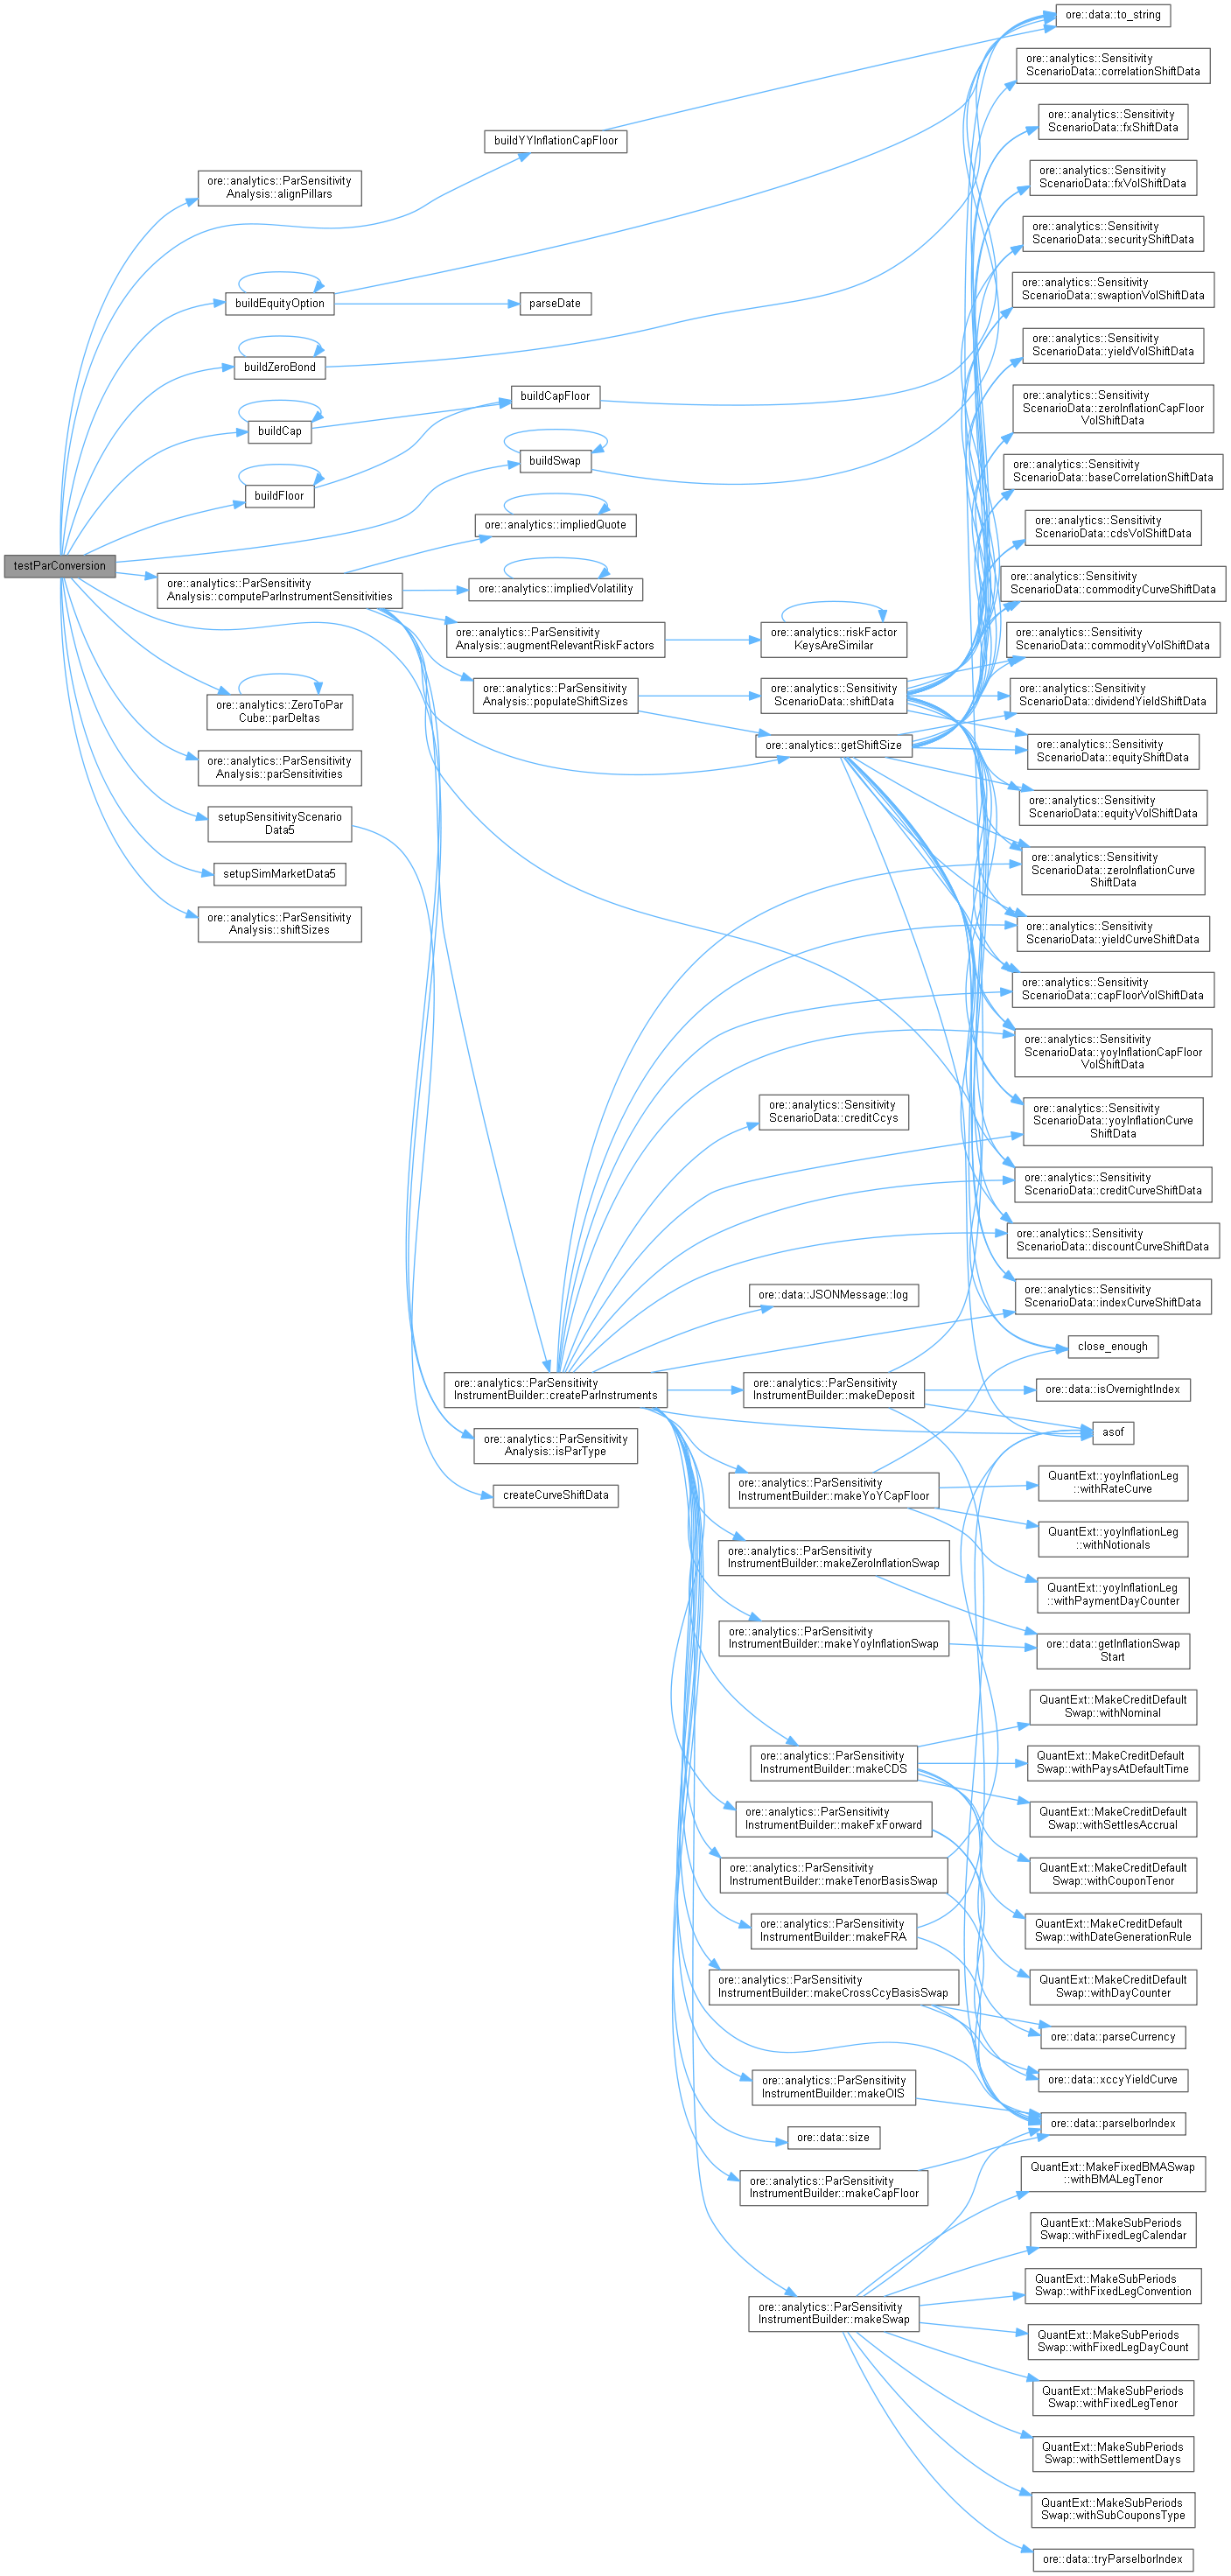 testParConversion
ore::analytics::ParSensitivity
Analysis::alignPillars
buildYYInflationCapFloor
buildEquityOption
parseDate
buildZeroBond
buildCap
buildCapFloor
buildFloor
buildSwap
ore::analytics::impliedQuote
ore::analytics::ParSensitivity
Analysis::computeParInstrumentSensitivities
ore::analytics::impliedVolatility
ore::analytics::ParSensitivity
Analysis::augmentRelevantRiskFactors
ore::analytics::riskFactor
KeysAreSimilar
ore::analytics::ParSensitivity
Analysis::populateShiftSizes
ore::analytics::Sensitivity
ScenarioData::shiftData
ore::analytics::getShiftSize
ore::analytics::ZeroToPar
Cube::parDeltas
ore::analytics::ParSensitivity
Analysis::parSensitivities
setupSensitivityScenario
Data5
setupSimMarketData5
ore::analytics::ParSensitivity
Analysis::shiftSizes
ore::analytics::ParSensitivity
InstrumentBuilder::createParInstruments
ore::analytics::ParSensitivity
Analysis::isParType
createCurveShiftData
ore::analytics::Sensitivity
ScenarioData::creditCcys
ore::data::JSONMessage::log
ore::analytics::ParSensitivity
InstrumentBuilder::makeDeposit
ore::analytics::ParSensitivity
InstrumentBuilder::makeYoYCapFloor
ore::analytics::ParSensitivity
InstrumentBuilder::makeZeroInflationSwap
ore::analytics::ParSensitivity
InstrumentBuilder::makeYoyInflationSwap
ore::analytics::ParSensitivity
InstrumentBuilder::makeCDS
ore::analytics::ParSensitivity
InstrumentBuilder::makeFxForward
ore::analytics::ParSensitivity
InstrumentBuilder::makeTenorBasisSwap
ore::analytics::ParSensitivity
InstrumentBuilder::makeFRA
ore::analytics::ParSensitivity
InstrumentBuilder::makeCrossCcyBasisSwap
ore::analytics::ParSensitivity
InstrumentBuilder::makeOIS
ore::data::size
ore::analytics::ParSensitivity
InstrumentBuilder::makeCapFloor
ore::analytics::ParSensitivity
InstrumentBuilder::makeSwap
ore::data::to_string
ore::analytics::Sensitivity
ScenarioData::correlationShiftData
ore::analytics::Sensitivity
ScenarioData::fxShiftData
ore::analytics::Sensitivity
ScenarioData::fxVolShiftData
ore::analytics::Sensitivity
ScenarioData::securityShiftData
ore::analytics::Sensitivity
ScenarioData::swaptionVolShiftData
ore::analytics::Sensitivity
ScenarioData::yieldVolShiftData
ore::analytics::Sensitivity
ScenarioData::zeroInflationCapFloor
VolShiftData
ore::analytics::Sensitivity
ScenarioData::baseCorrelationShiftData
ore::analytics::Sensitivity
ScenarioData::cdsVolShiftData
ore::analytics::Sensitivity
ScenarioData::commodityCurveShiftData
ore::analytics::Sensitivity
ScenarioData::commodityVolShiftData
ore::analytics::Sensitivity
ScenarioData::dividendYieldShiftData
ore::analytics::Sensitivity
ScenarioData::equityShiftData
ore::analytics::Sensitivity
ScenarioData::equityVolShiftData
ore::analytics::Sensitivity
ScenarioData::zeroInflationCurve
ShiftData
ore::analytics::Sensitivity
ScenarioData::yieldCurveShiftData
ore::analytics::Sensitivity
ScenarioData::capFloorVolShiftData
ore::analytics::Sensitivity
ScenarioData::yoyInflationCapFloor
VolShiftData
ore::analytics::Sensitivity
ScenarioData::yoyInflationCurve
ShiftData
ore::analytics::Sensitivity
ScenarioData::creditCurveShiftData
ore::analytics::Sensitivity
ScenarioData::discountCurveShiftData
ore::analytics::Sensitivity
ScenarioData::indexCurveShiftData
close_enough
ore::data::isOvernightIndex
asof
QuantExt::yoyInflationLeg
::withRateCurve
QuantExt::yoyInflationLeg
::withNotionals
QuantExt::yoyInflationLeg
::withPaymentDayCounter
ore::data::getInflationSwap
Start
QuantExt::MakeCreditDefault
Swap::withNominal
QuantExt::MakeCreditDefault
Swap::withPaysAtDefaultTime
QuantExt::MakeCreditDefault
Swap::withSettlesAccrual
QuantExt::MakeCreditDefault
Swap::withCouponTenor
QuantExt::MakeCreditDefault
Swap::withDateGenerationRule
QuantExt::MakeCreditDefault
Swap::withDayCounter
ore::data::parseCurrency
ore::data::xccyYieldCurve
ore::data::parseIborIndex
QuantExt::MakeFixedBMASwap
::withBMALegTenor
QuantExt::MakeSubPeriods
Swap::withFixedLegCalendar
QuantExt::MakeSubPeriods
Swap::withFixedLegConvention
QuantExt::MakeSubPeriods
Swap::withFixedLegDayCount
QuantExt::MakeSubPeriods
Swap::withFixedLegTenor
QuantExt::MakeSubPeriods
Swap::withSettlementDays
QuantExt::MakeSubPeriods
Swap::withSubCouponsType
ore::data::tryParseIborIndex